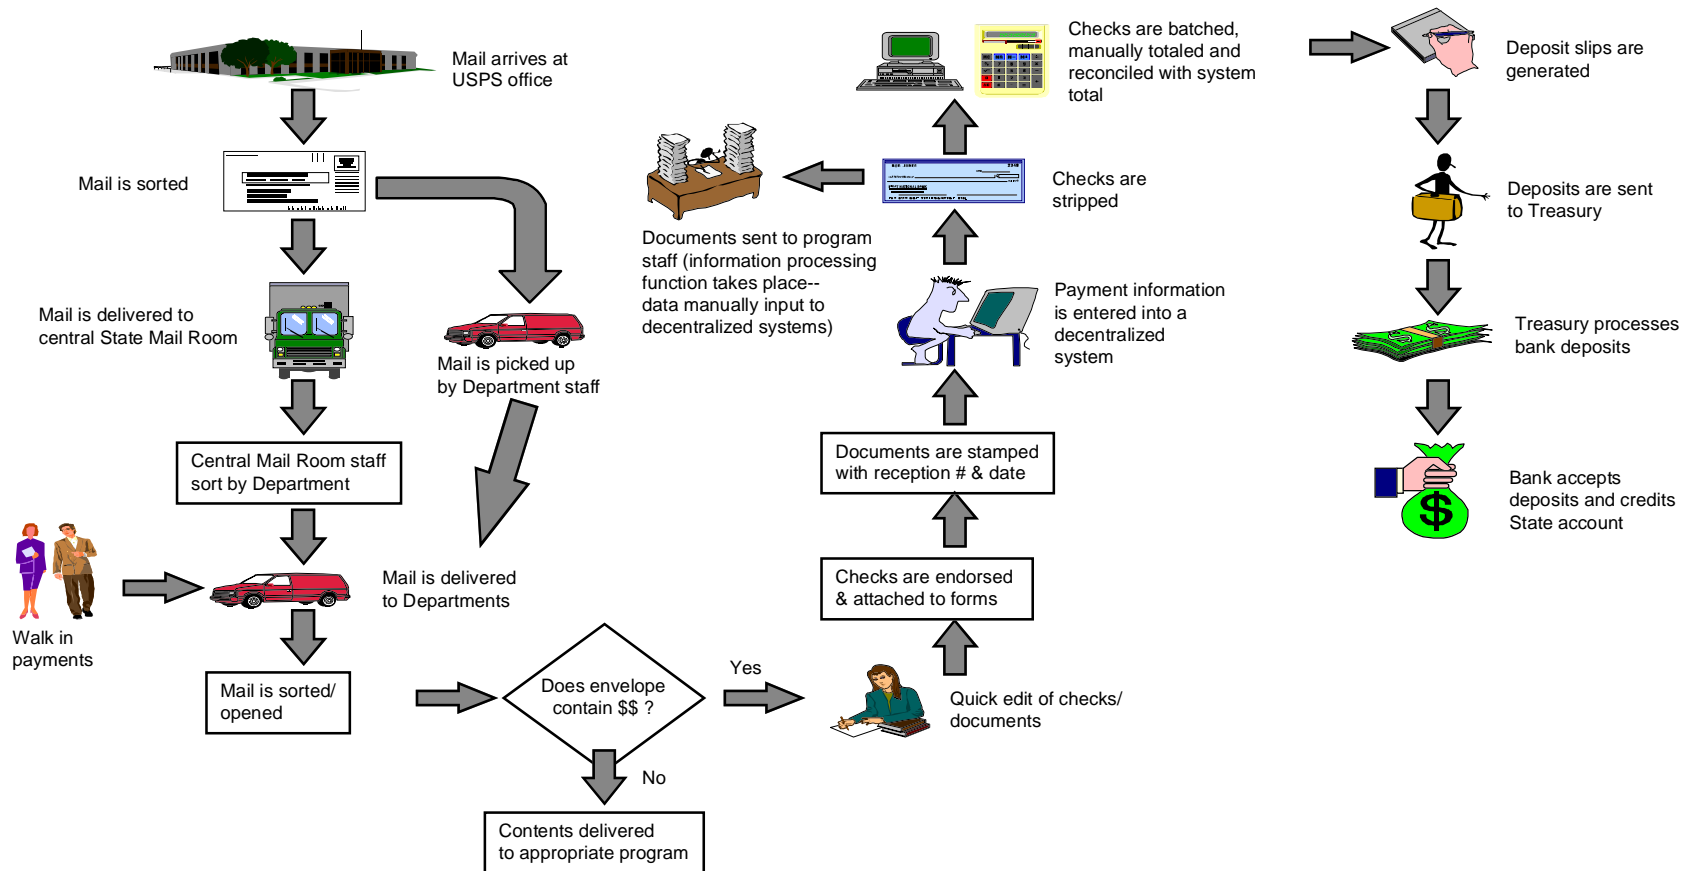 Mail arrives at
USPS office
Mail is sorted
Mail is delivered to
central State Mail Room
Mail is picked up
by Department staff
Central Mail Room staff
sort by Department
Walk in
payments
Mail is delivered
to Departments
Mail is sorted/
opened
Does envelope
contain $$ ?
Yes
No
Contents delivered
to appropriate program
Quick edit of checks/
documents
Checks are endorsed
& attached to forms
Documents are stamped
with reception # & date
Payment information
is entered into a
decentralized
system
Checks are
stripped
Documents sent to program
staff (information processing
function takes place--
data manually input to
decentralized systems)
Checks are batched,
manually totaled and
reconciled with system
total
Deposit slips are
generated
Deposits are sent
to Treasury
Treasury processes
bank deposits
$
Bank accepts
deposits and credits
State account